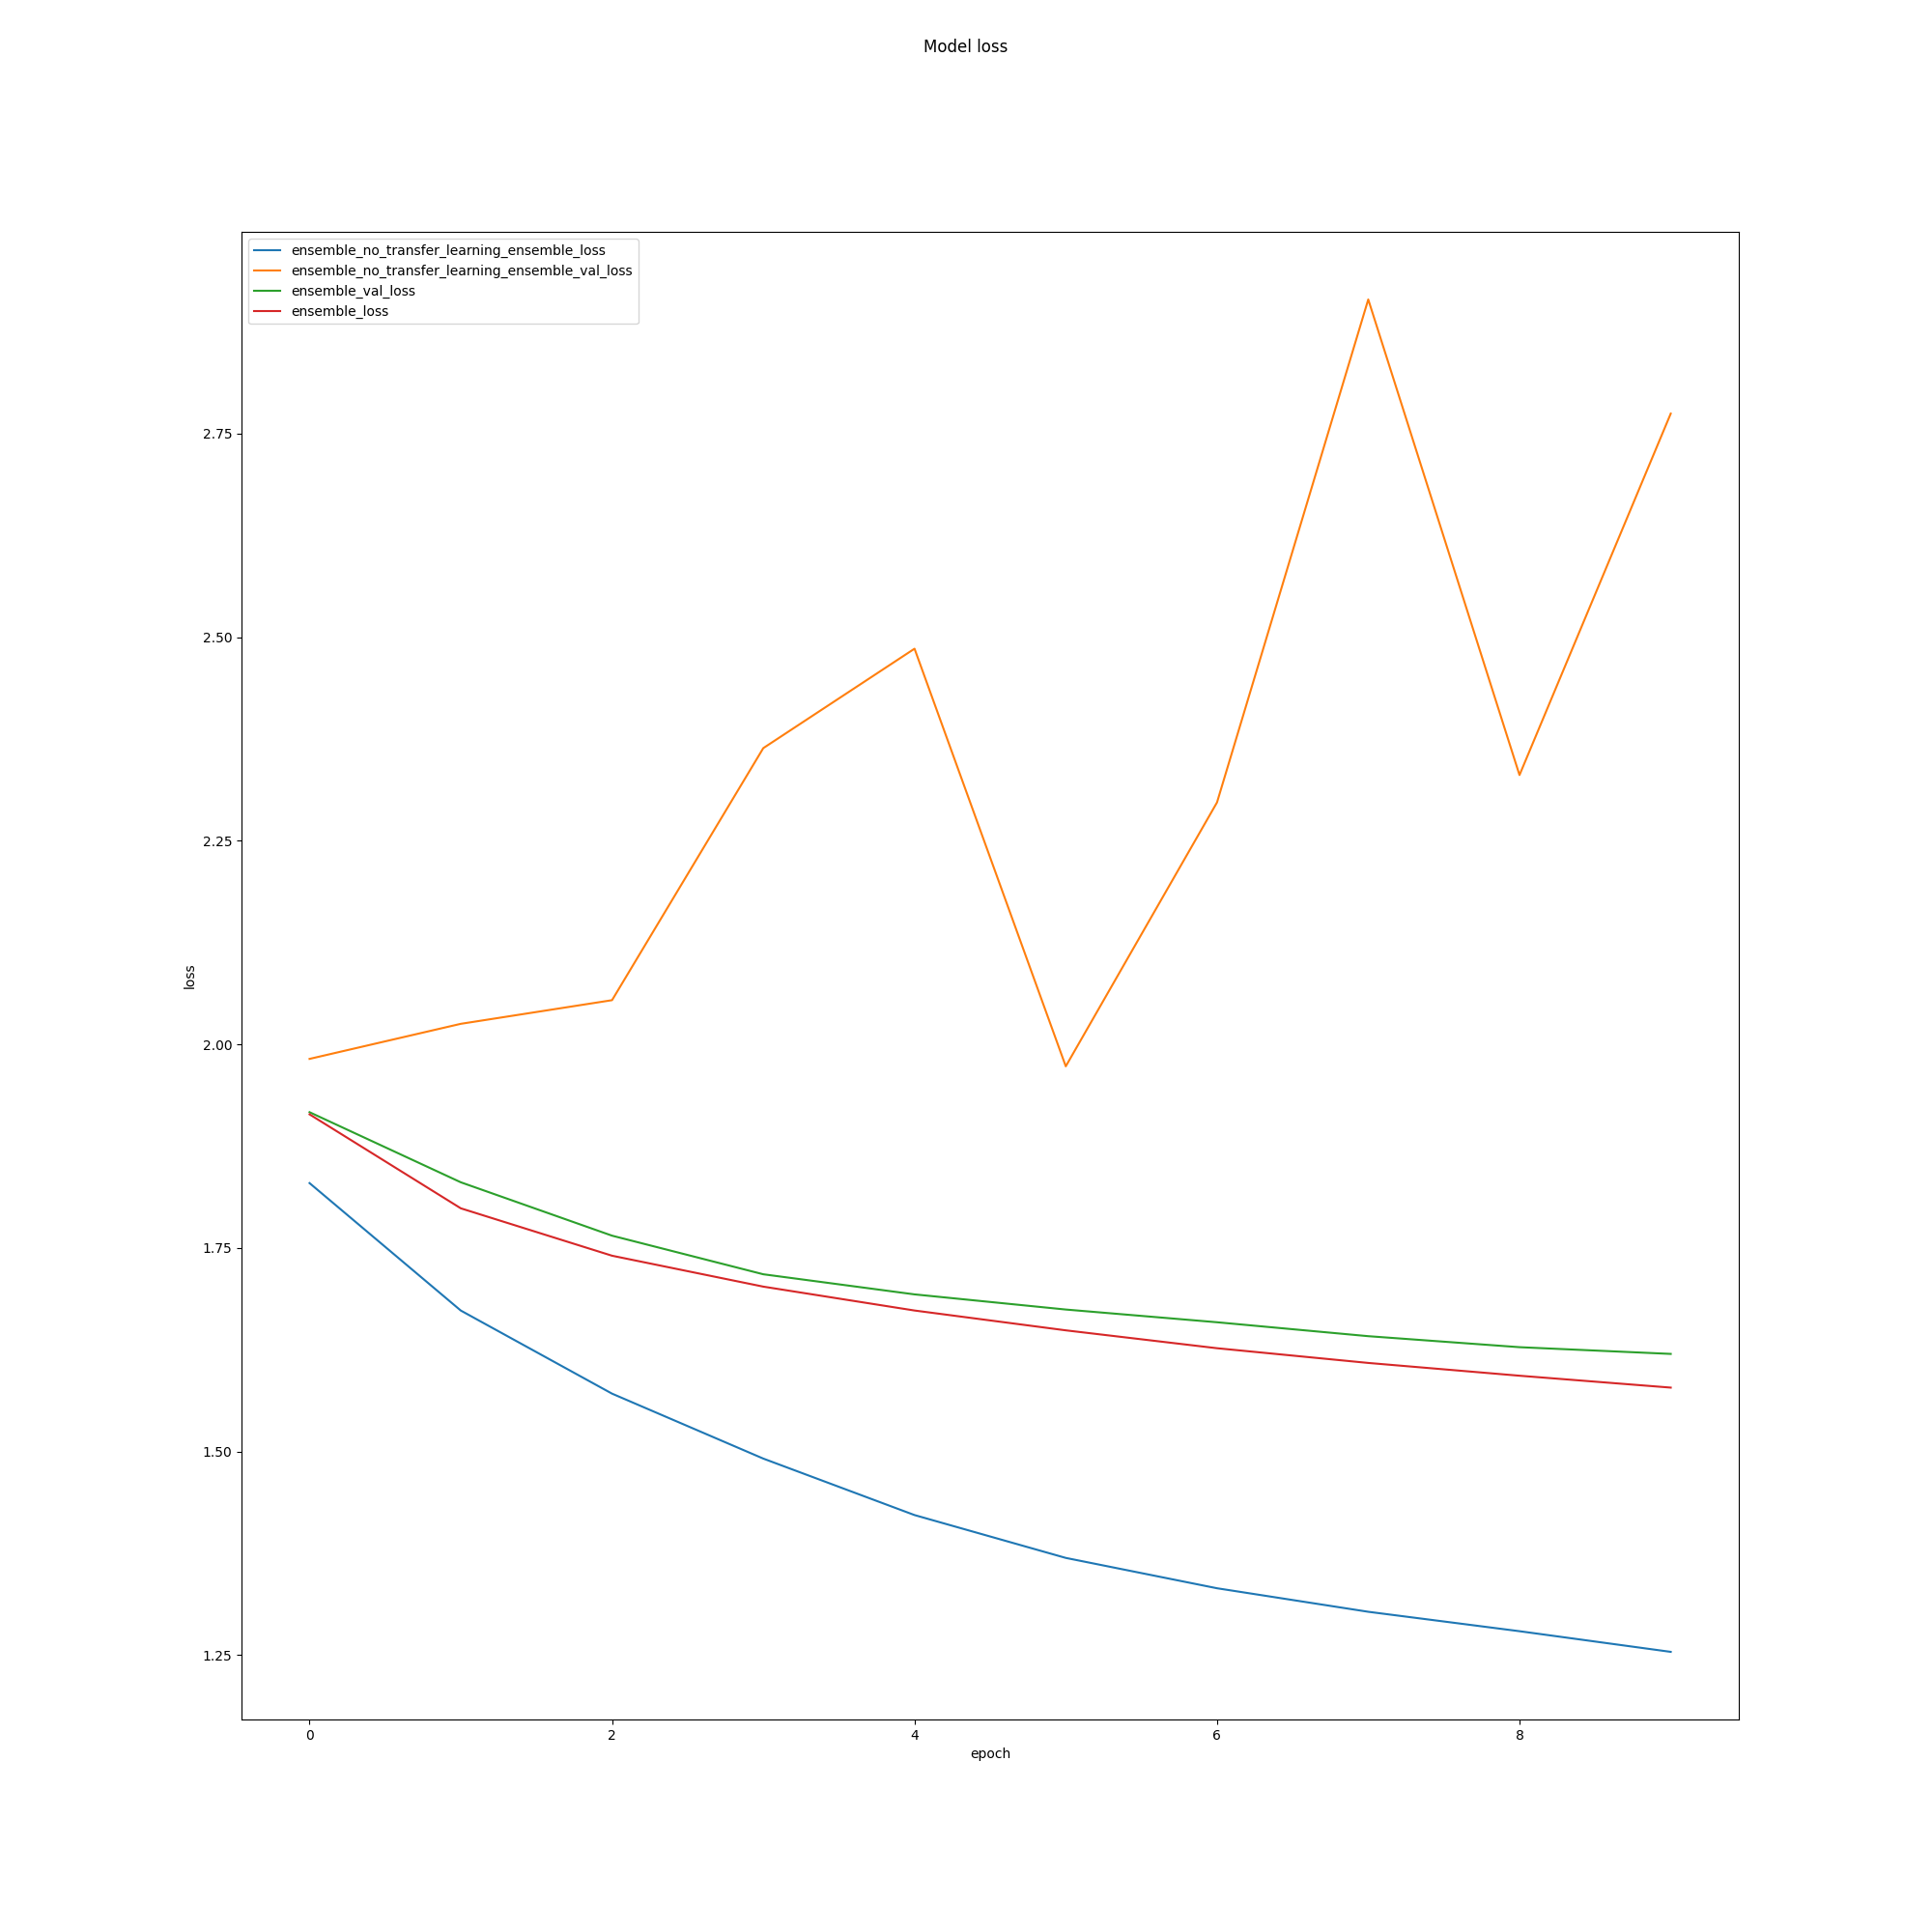 Model loss
ensemble_no_transfer_learning_ensemble_loss
ensemble_no_transfer_learning_ensemble_val_loss
ensemble_val_loss
ensemble_loss
2.75
2.50
2.25
2.00
1.75
1.50
1.25
loss
0 2 4 6 8
epoch